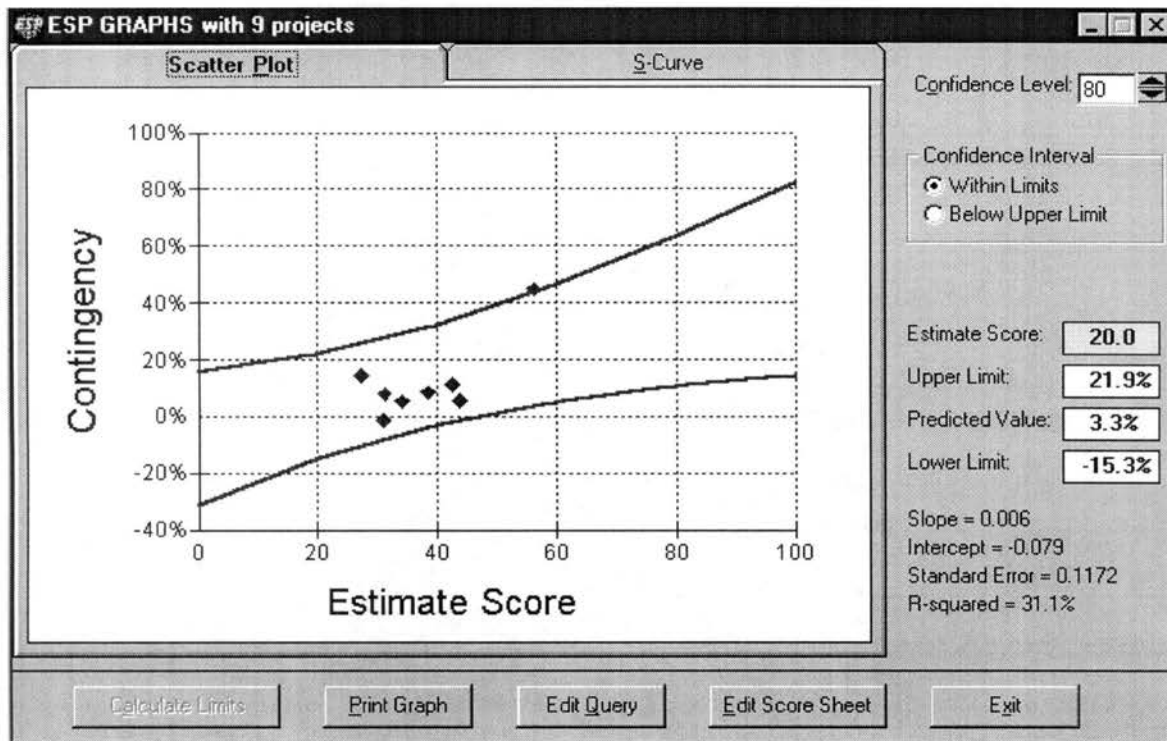 ESP ESP GRAPHS with 9 projects
Scatter Plot
S-Curve
100%
80%
60%
40%
20%
0%
-20%
-40%
Contingency
0 20 40 60 80 100
Estimate Score
Confidence Level: 80
Confidence Interval
Within Limits
Below Upper Limit
Estimate Score: 20.0
Upper Limit: 21.9%
Predicted Value: 3.3%
Lower Limit: -15.3%
Slope = 0.006
Intercept = -0.079
Standard Error = 0.1172
R-squared = 31.1%
Calculate Limits
Print Graph
Edit Query
Edit Score Sheet
Exit